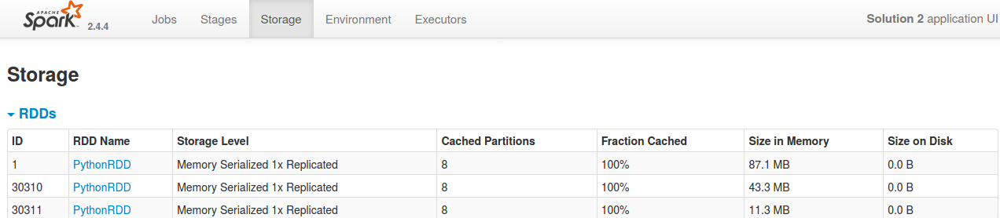 APACHE
Spark 2.4.4 Jobs Stages Storage Environment Executors Solution 2 application UI
Storage
RDDs
ID RDD Name Storage Level Cached Partitions Fraction Cached Size in Memory Size on Disk
1 PythonRDD Memory Serialized 1x Replicated 8 100% 87.1 MB 0.0 B
30310 PythonRDD Memory Serialized 1x Replicated 8 100% 43.3 MB 0.0 B
30311 PythonRDD Memory Serialized 1x Replicated 8 100% 11.3 MB 0.0 B